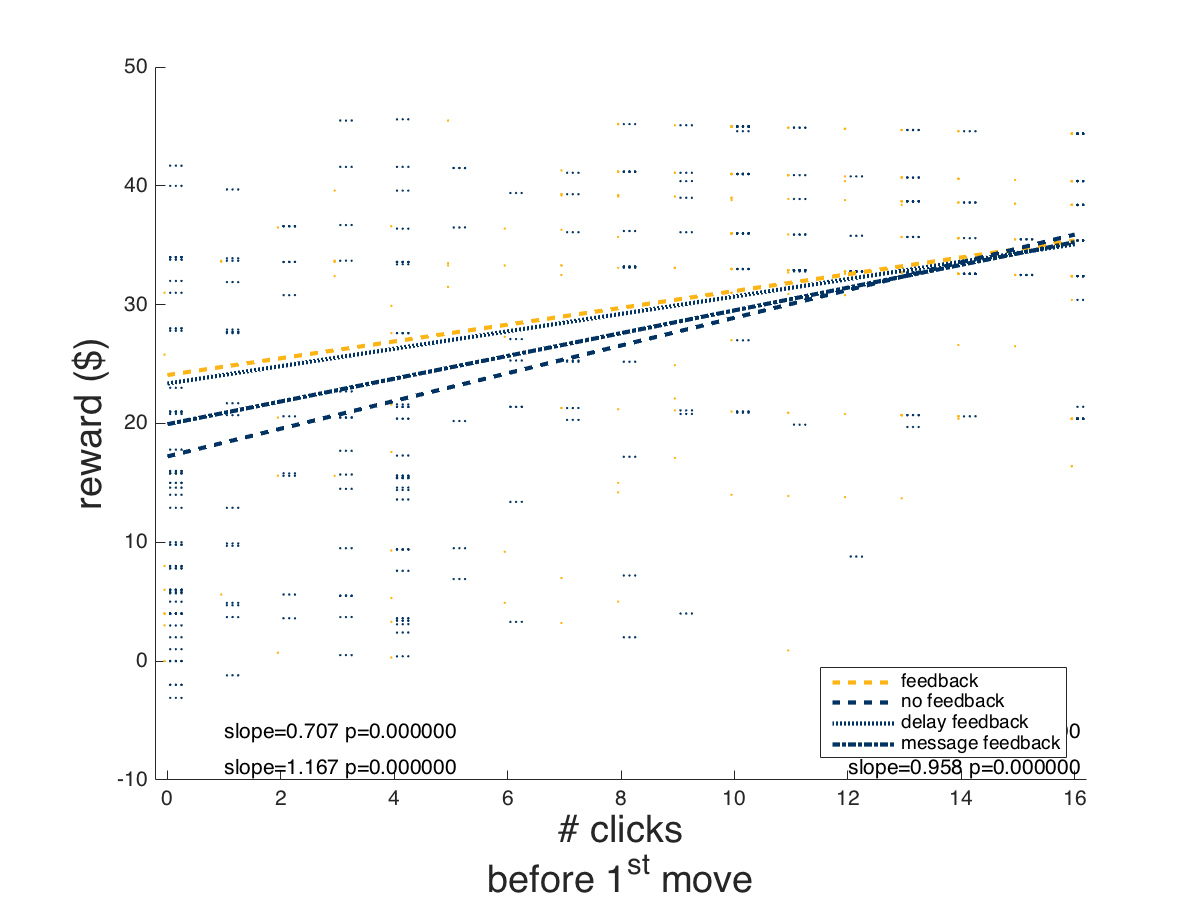 50
40
30
20
10
0
-10
reward ($)
feedback
no feedback
delay feedback
message feedback
slope=0.707 p=0.000000
slope=1.167 p=0.000000
slope=0.958 p=0.000000
0 2 4 6 8 10 12 14 16
# clicks
before 1st move